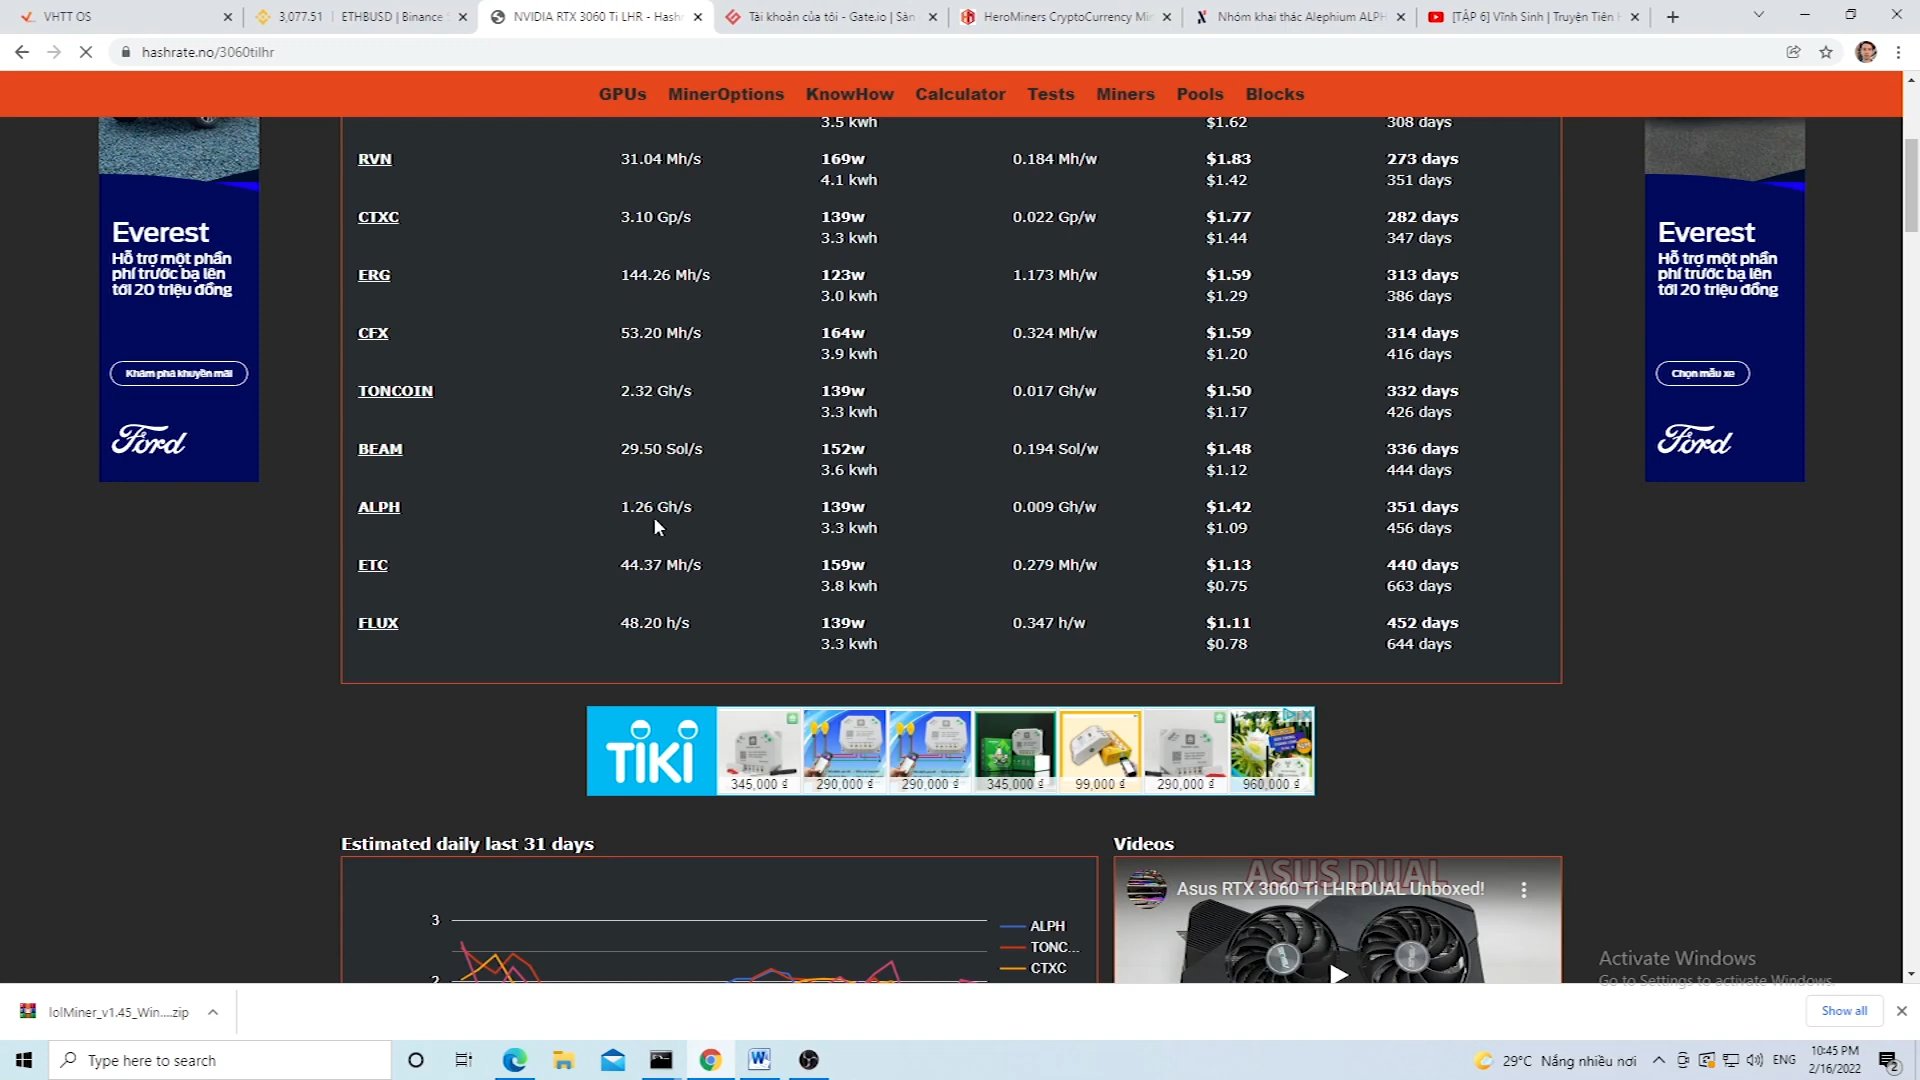 VHTT OS
3,077.51 | ETHBUSD | Binance
NVIDIA RTX 3060 Ti LHR - Hashr
Tài khoản của tôi - Gate.io | Sàn
HeroMiners CryptoCurrency Min
Nhóm khai thác Alephium ALPH
[TẬP 6] Vĩnh Sinh | Truyện Tiên
hashrate.no/3060tilhr
GPUs MinerOptions KnowHow Calculator Tests Miners Pools Blocks
3.5 kwh $1.62 308 days
RVN 31.04 Mh/s 169w 0.184 Mh/w $1.83 273 days
4.1 kwh $1.42 351 days
CTXC 3.10 Gp/s 139w 0.022 Gp/w $1.77 282 days
3.3 kwh $1.44 347 days
ERG 144.26 Mh/s 123w 1.173 Mh/w $1.59 313 days
3.0 kwh $1.29 386 days
CFX 53.20 Mh/s 164w 0.324 Mh/w $1.59 314 days
3.9 kwh $1.20 416 days
TONCOIN 2.32 Gh/s 139w 0.017 Gh/w $1.50 332 days
3.3 kwh $1.17 426 days
BEAM 29.50 Sol/s 152w 0.194 Sol/w $1.48 336 days
3.6 kwh $1.12 444 days
ALPH 1.26 Gh/s 139w 0.009 Gh/w $1.42 351 days
3.3 kwh $1.09 456 days
ETC 44.37 Mh/s 159w 0.279 Mh/w $1.13 440 days
3.8 kwh $0.75 663 days
FLUX 48.20 h/s 139w 0.347 h/w $1.11 452 days
3.3 kwh $0.78 644 days
Everest
Hỗ trợ một phần
phí trước bạ lên
tới 20 triệu đồng
Khám phá khuyến mãi
Ford
Everest
Hỗ trợ một phần
phí trước bạ lên
tới 20 triệu đồng
Chọn mẫu xe
Ford
TIKI
345,000 ₫ 290,000 ₫ 290,000 ₫ 345,000 ₫ 99,000 ₫ 290,000 ₫ 960,000 ₫
Estimated daily last 31 days
3
2
ALPH
TONC...
CTXC
Videos
ASUS DUAL
Asus RTX 3060 Ti LHR DUAL Unboxed!
Activate Windows
Go to Settings to activate Windows.
lolMiner_v1.45_Win....zip
Show all
Type here to search
29°C Nắng nhiều nơi
ENG
10:45 PM
2/16/2022
2